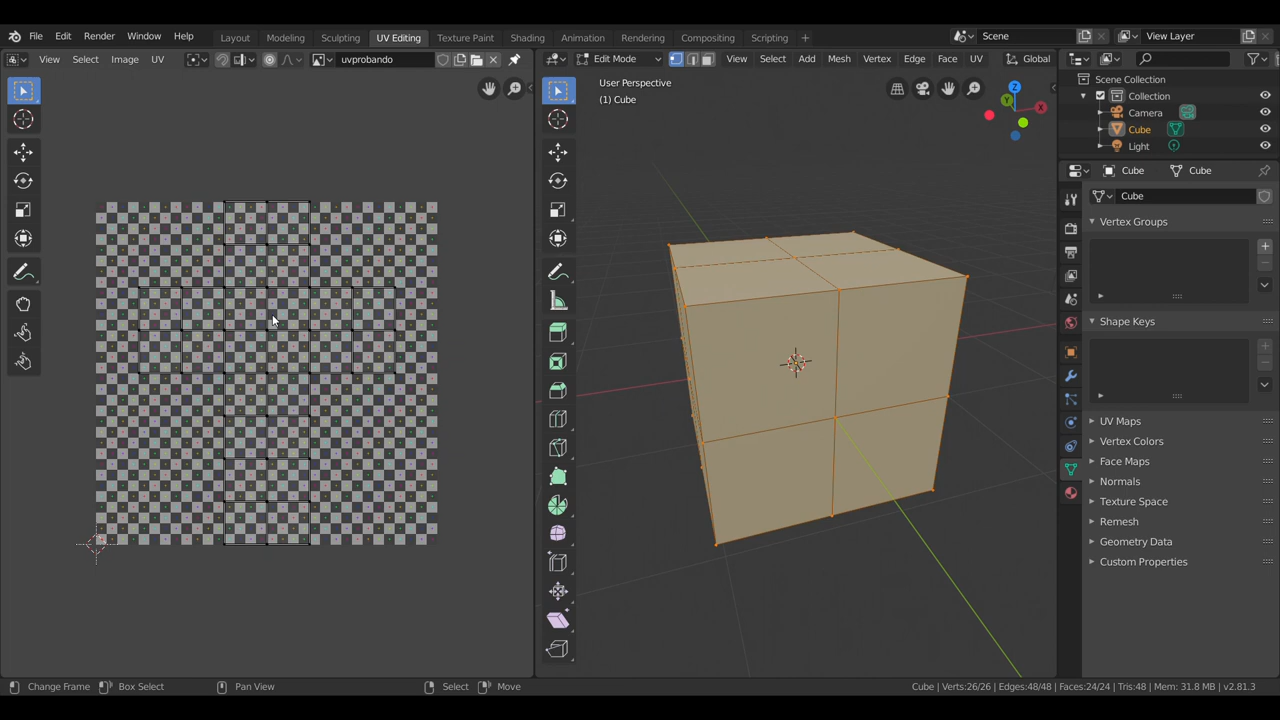 File Edit Render Window Help Layout Modeling Sculpting UV Editing Texture Paint Shading Animation Rendering Compositing Scripting + Scene View Layer
View Select Image UV uvprobando Edit Mode View Select Add Mesh Vertex Edge Face UV Global
User Perspective
(1) Cube
Z
Y
X
Scene Collection
Collection
Camera
Cube
Light
Cube Cube
Cube
Vertex Groups
Shape Keys
UV Maps
Vertex Colors
Face Maps
Normals
Texture Space
Remesh
Geometry Data
Custom Properties
Change Frame Box Select Pan View Select Move Cube | Verts:26/26 | Edges:48/48 | Faces:24/24 | Tris:48 | Mem: 31.8 MB | v2.81.3